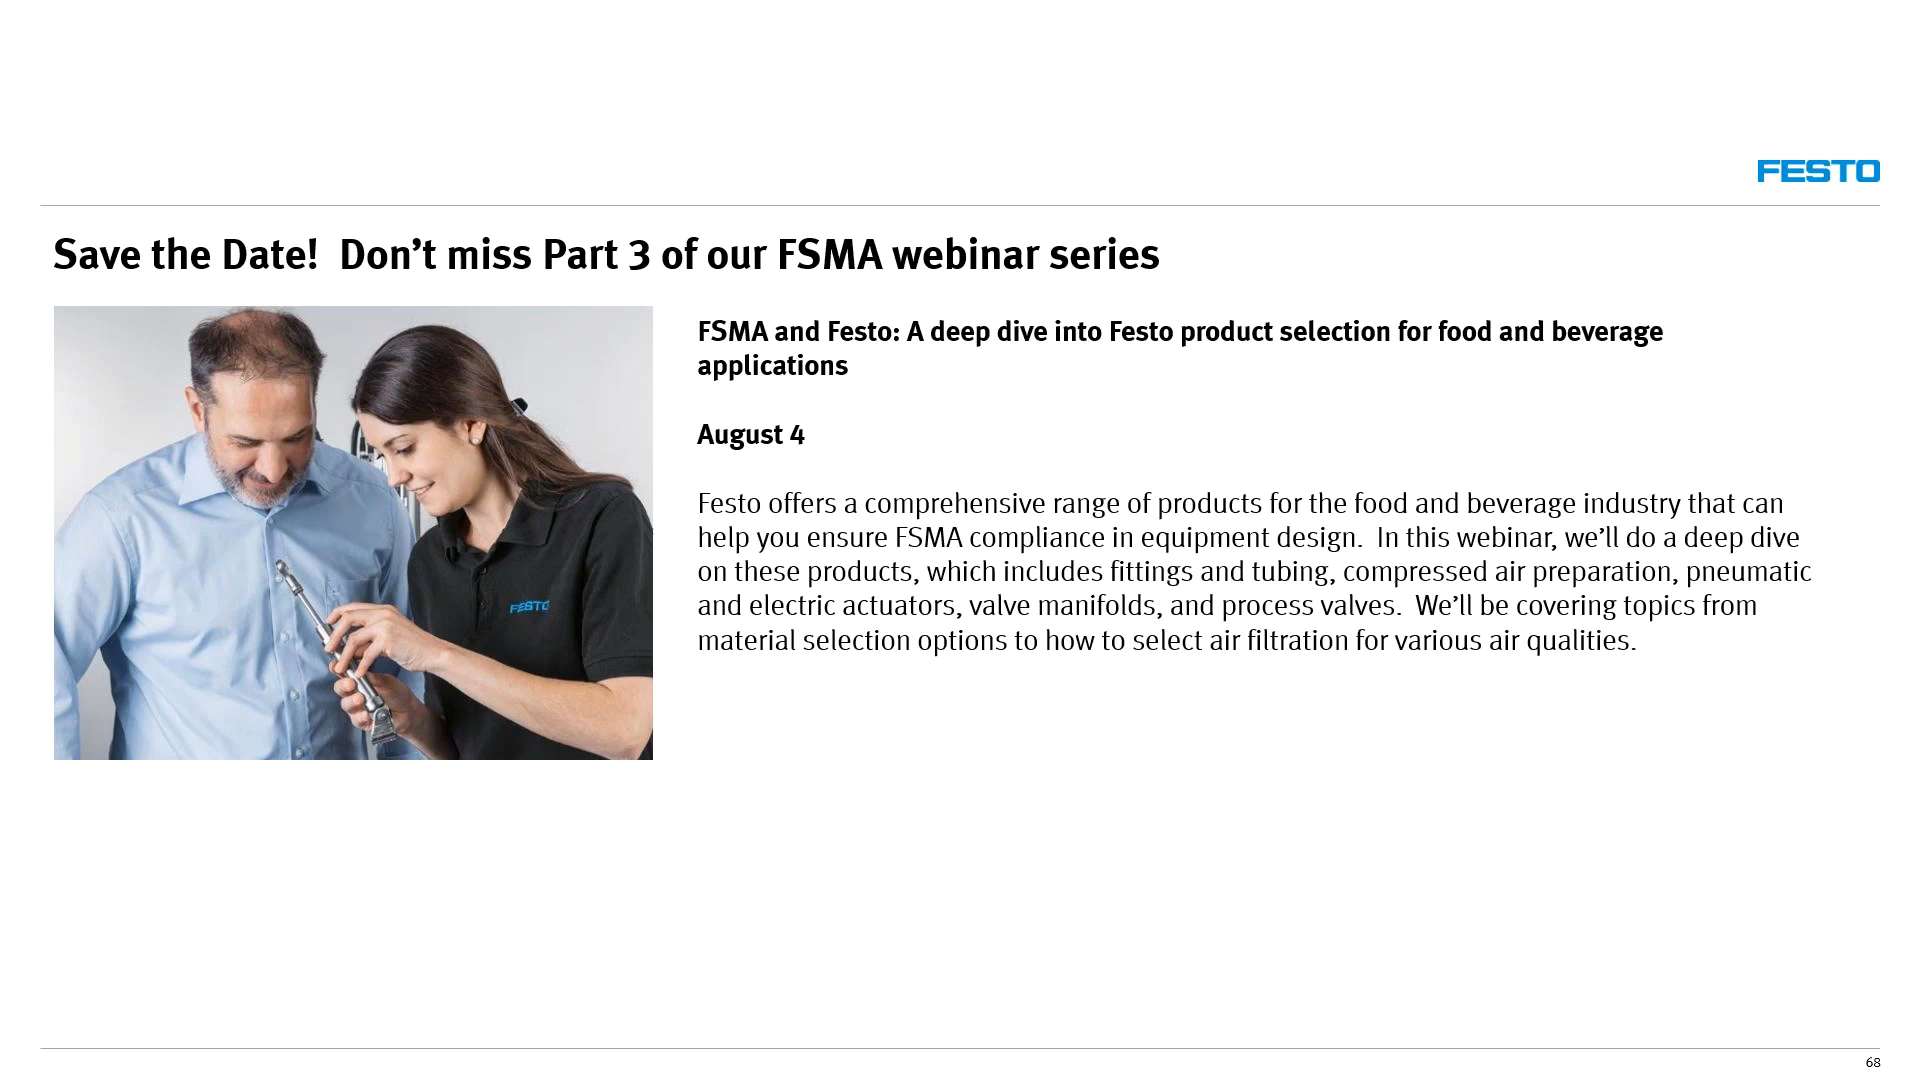 FESTO
Save the Date!  Don’t miss Part 3 of our FSMA webinar series
FSMA and Festo: A deep dive into Festo product selection for food and beverage
applications
August 4
Festo offers a comprehensive range of products for the food and beverage industry that can
help you ensure FSMA compliance in equipment design.  In this webinar, we’ll do a deep dive
on these products, which includes fittings and tubing, compressed air preparation, pneumatic
and electric actuators, valve manifolds, and process valves.  We’ll be covering topics from
material selection options to how to select air filtration for various air qualities.
FESTO
68